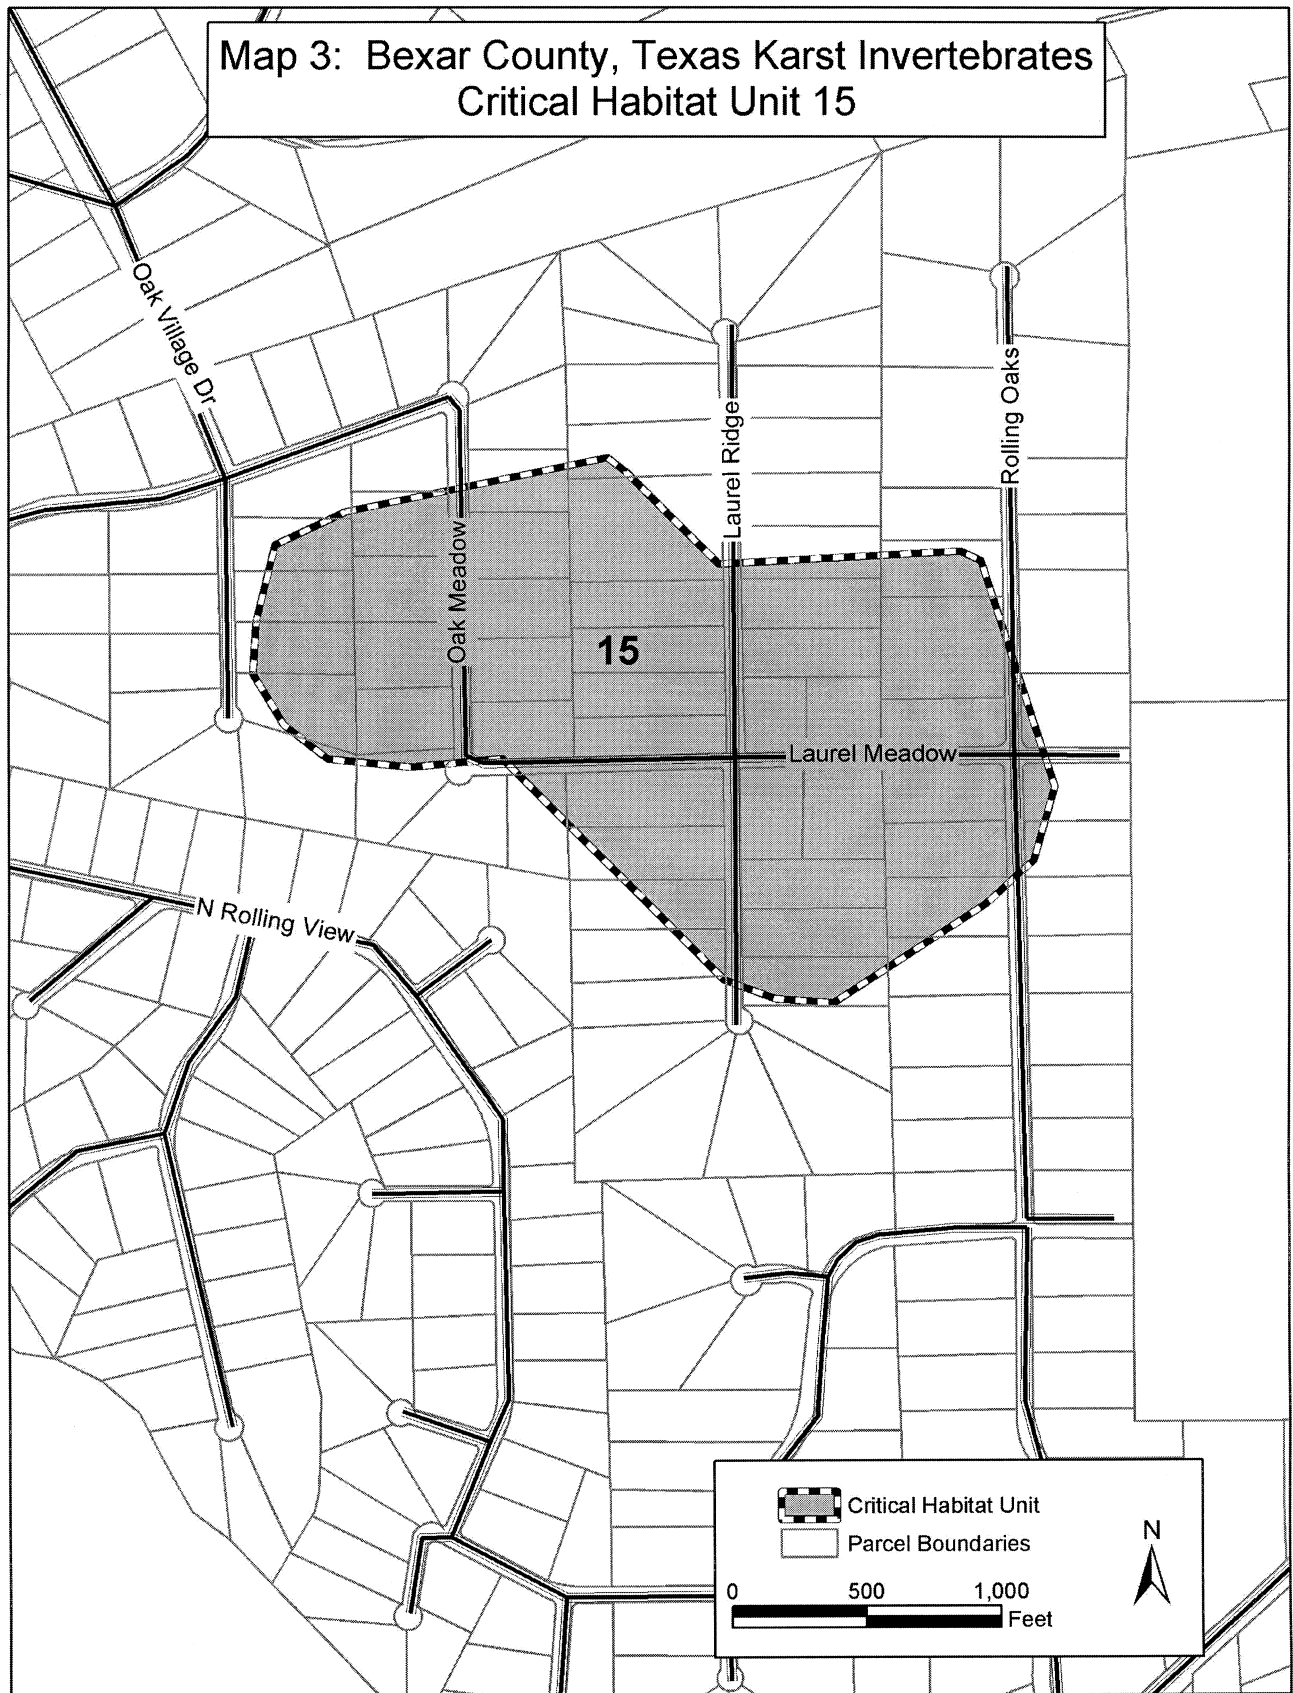 Map 3: Bexar County, Texas Karst Invertebrates
Critical Habitat Unit 15
Oak Village Dr
Laurel Ridge
Rolling Oaks
Oak Meadow
15
Laurel Meadow
N Rolling View
Critical Habitat Unit
Parcel Boundaries
N
0 500 1,000
Feet